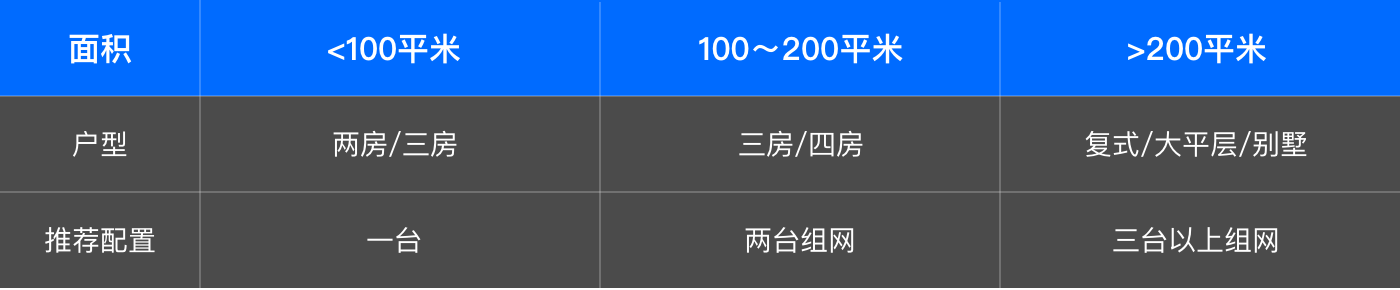 面积 <100平米 100～200平米 >200平米
户型 两房/三房 三房/四房 复式/大平层/别墅
推荐配置 一台 两台组网 三台以上组网